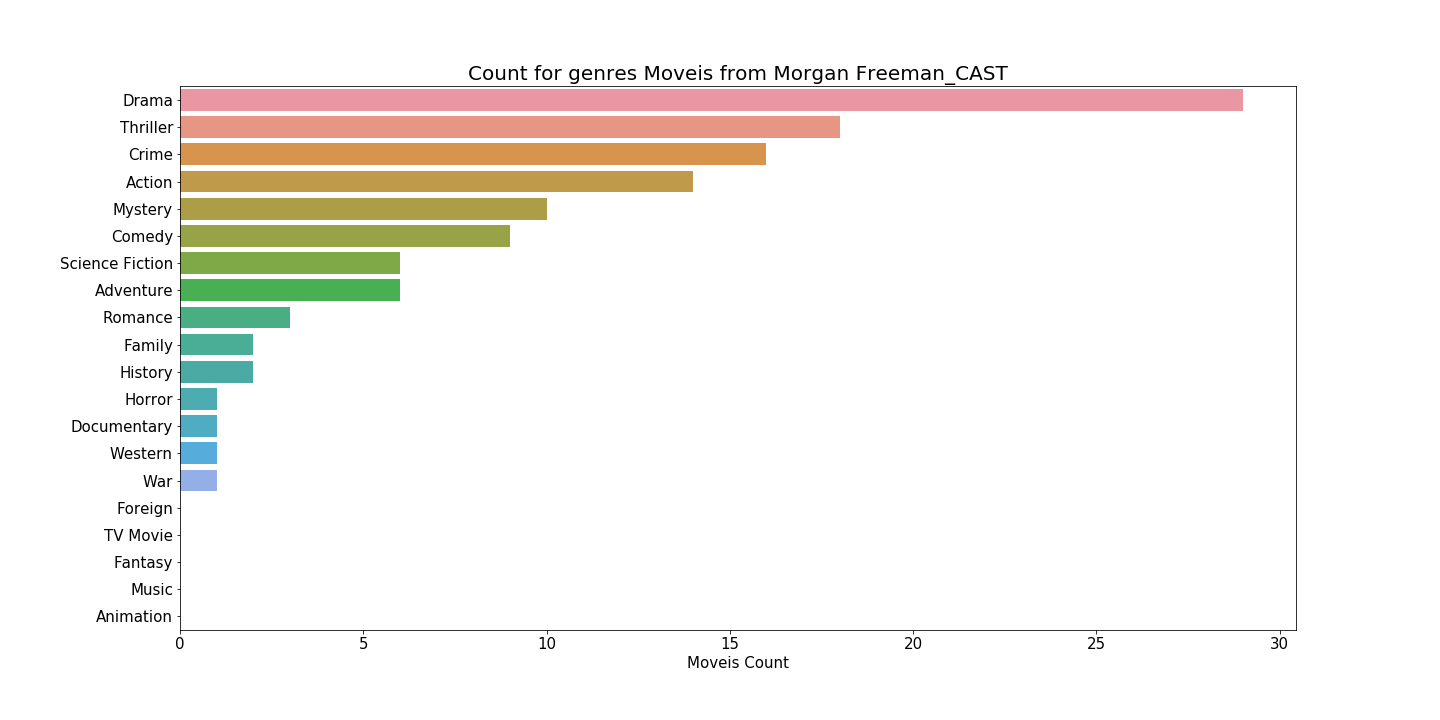 Count for genres Moveis from Morgan Freeman_CAST
Drama
Thriller
Crime
Action
Mystery
Comedy
Science Fiction
Adventure
Romance
Family
History
Horror
Documentary
Western
War
Foreign
TV Movie
Fantasy
Music
Animation
0 5 10 15 20 25 30
Moveis Count